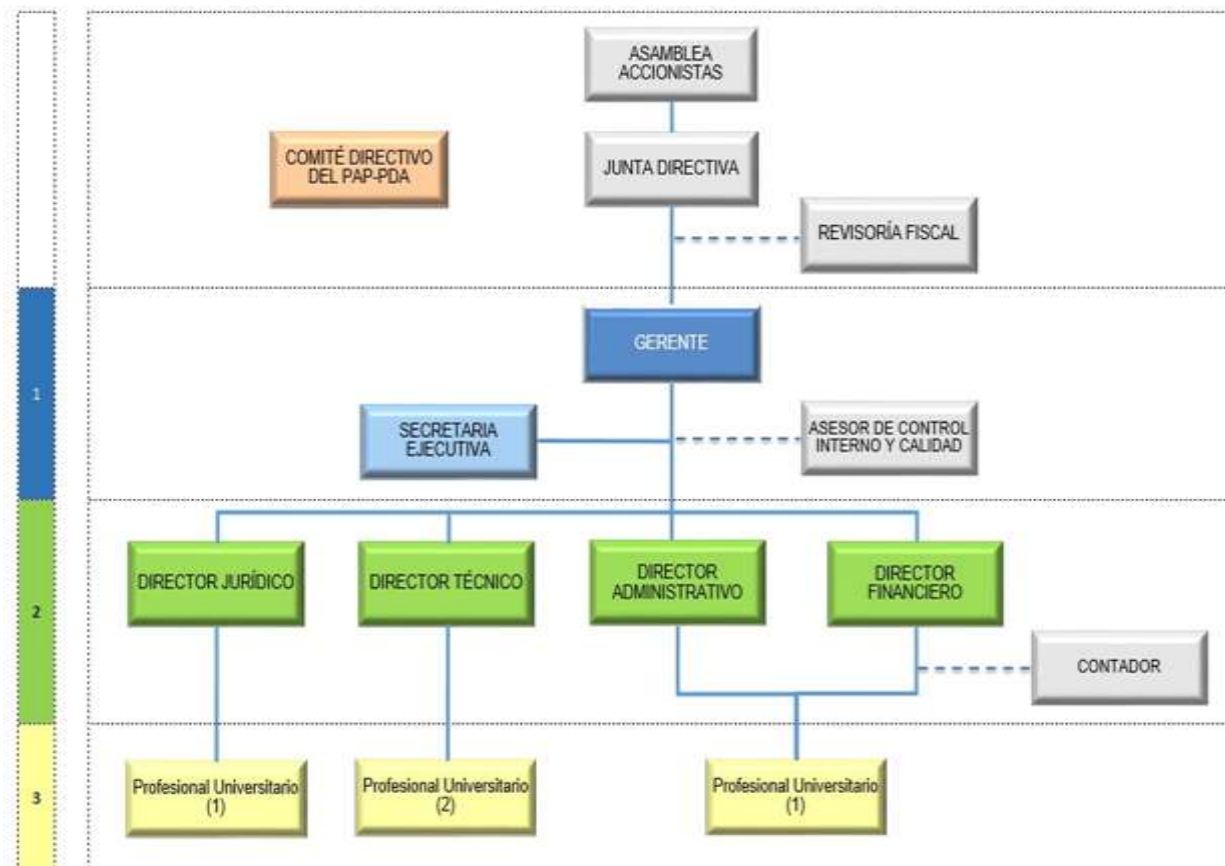 ASAMBLEA
ACCIONISTAS
COMITÉ DIRECTIVO
DEL PAP-PDA
JUNTA DIRECTIVA
REVISORÍA FISCAL
1
GERENTE
SECRETARIA
EJECUTIVA
ASESOR DE CONTROL
INTERNO Y CALIDAD
2
DIRECTOR JURÍDICO
DIRECTOR TÉCNICO
DIRECTOR
ADMINISTRATIVO
DIRECTOR
FINANCIERO
CONTADOR
3
Profesional Universitario
(1)
Profesional Universitario
(2)
Profesional Universitario
(1)